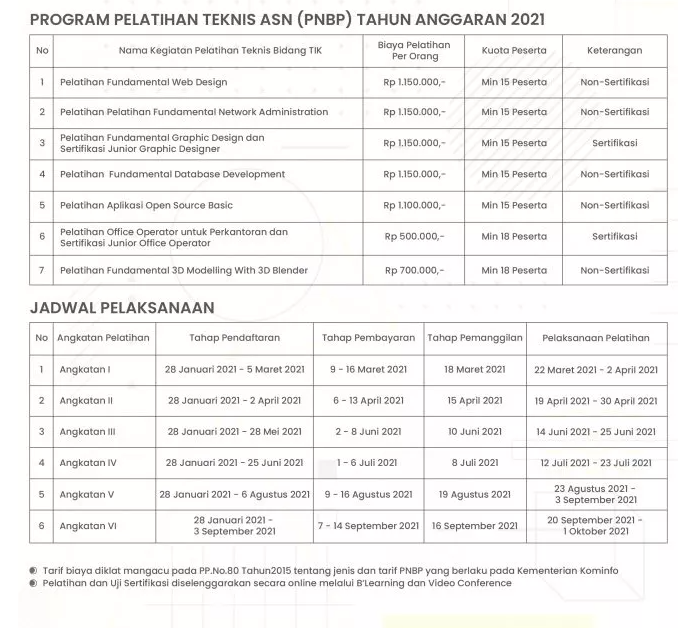 PROGRAM PELATIHAN TEKNIS ASN (PNBP) TAHUN ANGGARAN 2021
No Nama Kegiatan Pelatihan Teknis Bidang TIK Biaya Pelatihan Per Orang Kuota Peserta Keterangan
1 Pelatihan Fundamental Web Design Rp 1.150.000,- Min 15 Peserta Non-Sertifikasi
2 Pelatihan Pelatihan Fundamental Network Administration Rp 1.150.000,- Min 15 Peserta Non-Sertifikasi
3 Pelatihan Fundamental Graphic Design dan Sertifikasi Junior Graphic Designer Rp 1.150.000,- Min 15 Peserta Sertifikasi
4 Pelatihan Fundamental Database Development Rp 1.150.000,- Min 15 Peserta Non-Sertifikasi
5 Pelatihan Aplikasi Open Source Basic Rp 1.100.000,- Min 15 Peserta Non-Sertifikasi
6 Pelatihan Office Operator untuk Perkantoran dan Sertifikasi Junior Office Operator Rp 500.000,- Min 18 Peserta Sertifikasi
7 Pelatihan Fundamental 3D Modelling With 3D Blender Rp 700.000,- Min 18 Peserta Non-Sertifikasi
JADWAL PELAKSANAAN
No Angkatan Pelatihan Tahap Pendaftaran Tahap Pembayaran Tahap Pemanggilan Pelaksanaan Pelatihan
1 Angkatan I 28 Januari 2021 - 5 Maret 2021 9 - 16 Maret 2021 18 Maret 2021 22 Maret 2021 - 2 April 2021
2 Angkatan II 28 Januari 2021 - 2 April 2021 6 - 13 April 2021 15 April 2021 19 April 2021 - 30 April 2021
3 Angkatan III 28 Januari 2021 - 28 Mei 2021 2 - 8 Juni 2021 10 Juni 2021 14 Juni 2021 - 25 Juni 2021
4 Angkatan IV 28 Januari 2021 - 25 Juni 2021 1 - 6 Juli 2021 8 Juli 2021 12 Juli 2021 - 23 Juli 2021
5 Angkatan V 28 Januari 2021 - 6 Agustus 2021 9 - 16 Agustus 2021 19 Agustus 2021 23 Agustus 2021 - 3 September 2021
6 Angkatan VI 28 Januari 2021 - 3 September 2021 7 - 14 September 2021 16 September 2021 20 September 2021 - 1 Oktober 2021
Tarif biaya diklat mangacu pada PP.No.80 Tahun2015 tentang jenis dan tarif PNBP yang berlaku pada Kementerian Kominfo
Pelatihan dan Uji Sertifikasi diselenggarakan secara online melalui B'Learning dan Video Conference